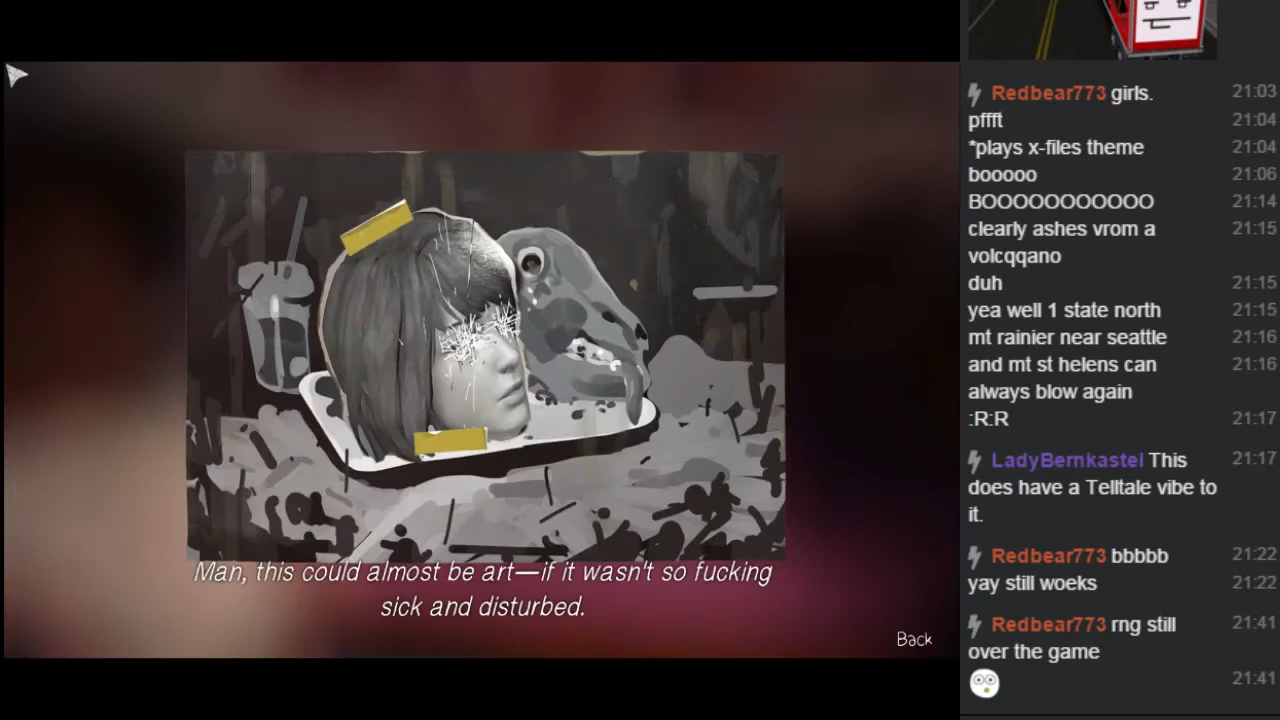 Man, this could almost be art—if it wasn't so fucking
sick and disturbed.
Back
Redbear773 girls. 21:03
pffft 21:04
*plays x-files theme 21:04
booooo 21:06
BOOOOOOOOOOO 21:14
clearly ashes vrom a 21:15
volcqqano
duh 21:15
yea well 1 state north 21:15
mt rainier near seattle 21:16
and mt st helens can 21:16
always blow again
:R:R 21:17
LadyBernkastel This 21:17
does have a Telltale vibe to
it.
Redbear773 bbbbb 21:22
yay still woeks 21:22
Redbear773 rng still 21:41
over the game
21:41